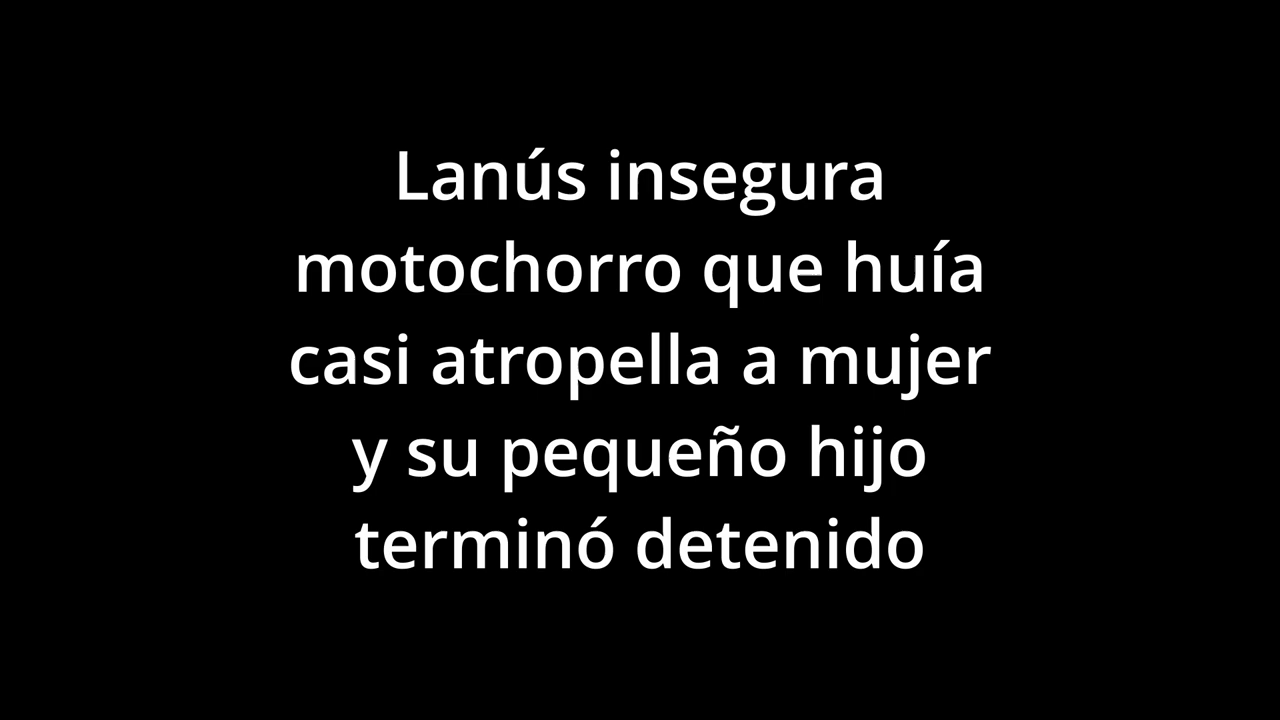 Lanús insegura
motochorro que huía
casi atropella a mujer
y su pequeño hijo
terminó detenido